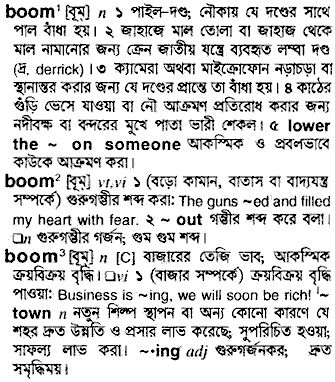 boom¹ [বূম্] n ১ পাইল-দণ্ড; নৌকায় যে দণ্ডের সাথে
পাল বাঁধা হয়। ২ জাহাজে মাল তোলা বা জাহাজ থেকে
মাল নামানোর জন্য ক্রেন জাতীয় যন্ত্রে ব্যবহৃত লম্বা দণ্ড
(দ্র. derrick)।৩ ক্যামেরা অথবা মাইক্রোফোন নড়াচড়া বা
স্থানান্তর করার জন্য যে দণ্ডের প্রান্তে তা বাঁধা হয়। ৪ কাঠের
গুঁড়ি ভেসে যাওয়া বা নৌ আক্রমণ প্রতিরোধ করার জন্য
নদীবক্ষ বা বন্দরের মুখে পাতা ভারী শেকল। ৫ lower
the ~ on someone আকস্মিক ও প্রবলভাবে
কাউকে আক্রমণ করা।
boom² [বূম্] vt,vi ১ (বড়ো কামান, বাতাস বা বাদ্যযন্ত্র
সম্পর্কে) গুরুগম্ভীর শব্দ করা: The guns ~ed and filled
my heart with fear. ২ ~ out গম্ভীর শব্দ করে বলা।
□n গুরুগম্ভীর গর্জন; গুম গুম শব্দ।
boom³ [বূম্] n [C] বাজারের তেজি ভাব; আকস্মিক
ক্রয়বিক্রয় বৃদ্ধি। □vi ১ (বাজার সম্পর্কে) ক্রয়বিক্রয় বৃদ্ধি
পাওয়া: Business is ~ing, we will soon be rich! '~
town n নতুন শিল্প স্থাপন বা অন্য কোনো কারণে যে
শহর দ্রুত উন্নতি ও প্রসার লাভ করেছে; সুপরিচিত হওয়া;
সাফল্য লাভ করা। ~·ing adj গুরুগর্জনকর; দ্রুত
সমৃদ্ধিময়।